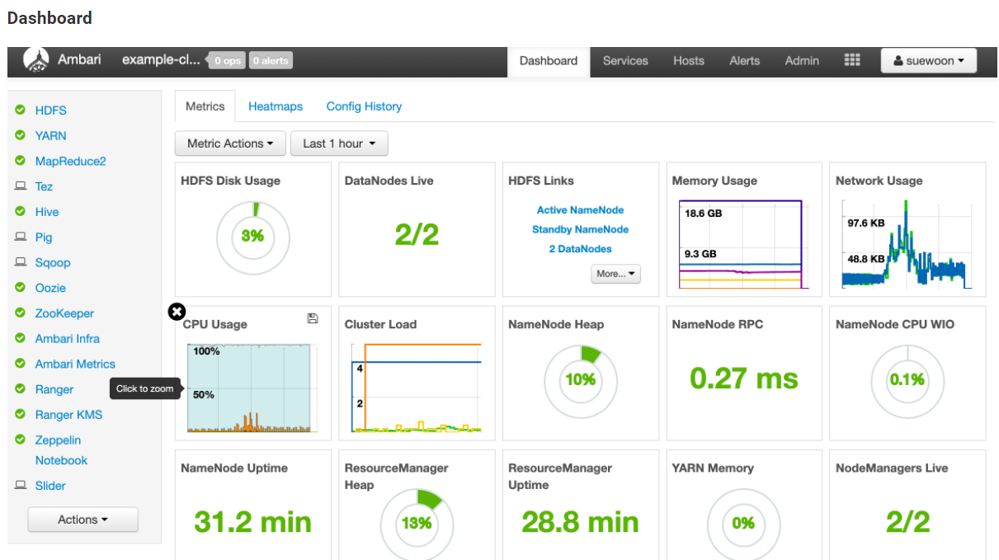 Dashboard
Ambari example-cl... 0 ops 0 alerts Dashboard Services Hosts Alerts Admin suewoon
HDFS
YARN
MapReduce2
Tez
Hive
Pig
Sqoop
Oozie
ZooKeeper
Ambari Infra
Ambari Metrics
Ranger
Ranger KMS
Zeppelin
Notebook
Slider
Actions
Metrics Heatmaps Config History
Metric Actions Last 1 hour
HDFS Disk Usage
3%
DataNodes Live
2/2
HDFS Links
Active NameNode
Standby NameNode
2 DataNodes
More...
Memory Usage
18.6 GB
9.3 GB
Network Usage
97.6 KB
48.8 KB
CPU Usage
100%
50%
Click to zoom
Cluster Load
4
2
NameNode Heap
10%
NameNode RPC
0.27 ms
NameNode CPU WIO
0.1%
NameNode Uptime
31.2 min
ResourceManager
Heap
13%
ResourceManager
Uptime
28.8 min
YARN Memory
0%
NodeManagers Live
2/2